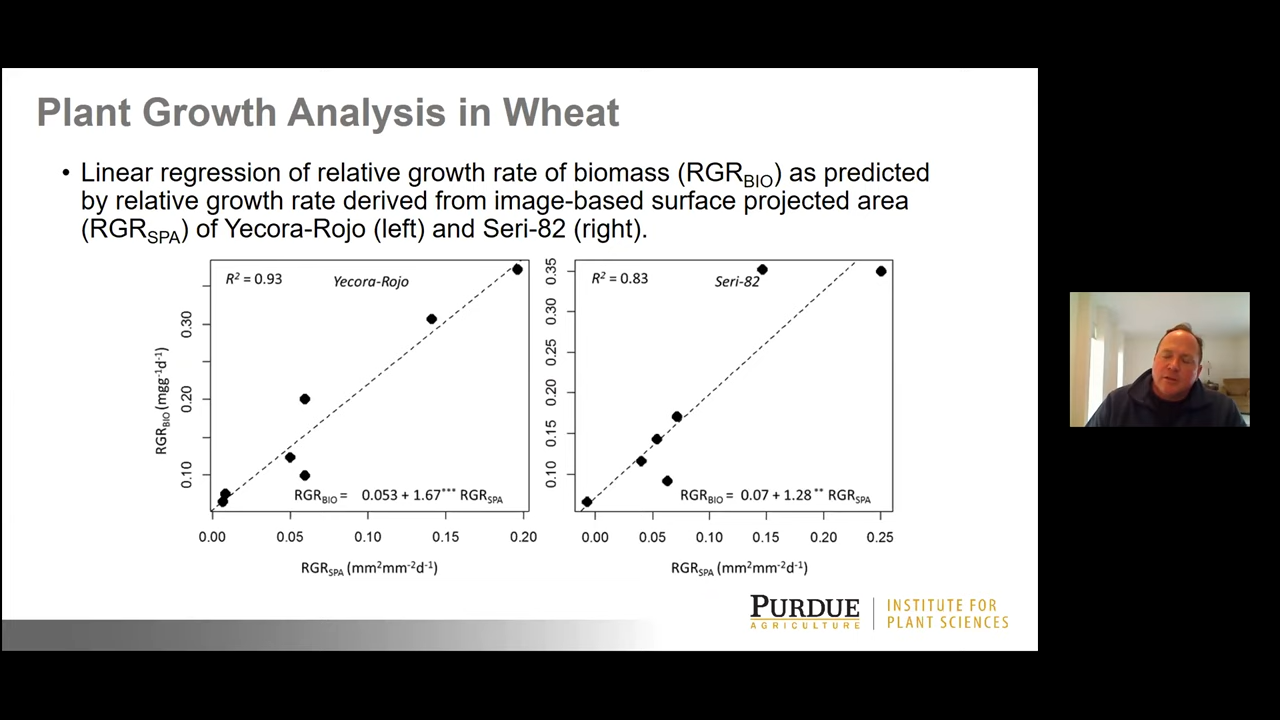 Plant Growth Analysis in Wheat
• Linear regression of relative growth rate of biomass (RGR_BIO) as predicted
by relative growth rate derived from image-based surface projected area
(RGR_SPA) of Yecora-Rojo (left) and Seri-82 (right).
R² = 0.93 Yecora-Rojo
RGR_BIO (mgg⁻¹d⁻¹)
0.30
0.20
0.10
RGR_BIO = 0.053 + 1.67*** RGR_SPA
0.00 0.05 0.10 0.15 0.20
RGR_SPA (mm²mm⁻²d⁻¹)
R² = 0.83 Seri-82
0.35
0.30
0.25
0.20
0.15
0.10
RGR_BIO = 0.07 + 1.28** RGR_SPA
0.00 0.05 0.10 0.15 0.20 0.25
RGR_SPA (mm²mm⁻²d⁻¹)
PURDUE
AGRICULTURE
INSTITUTE FOR
PLANT SCIENCES